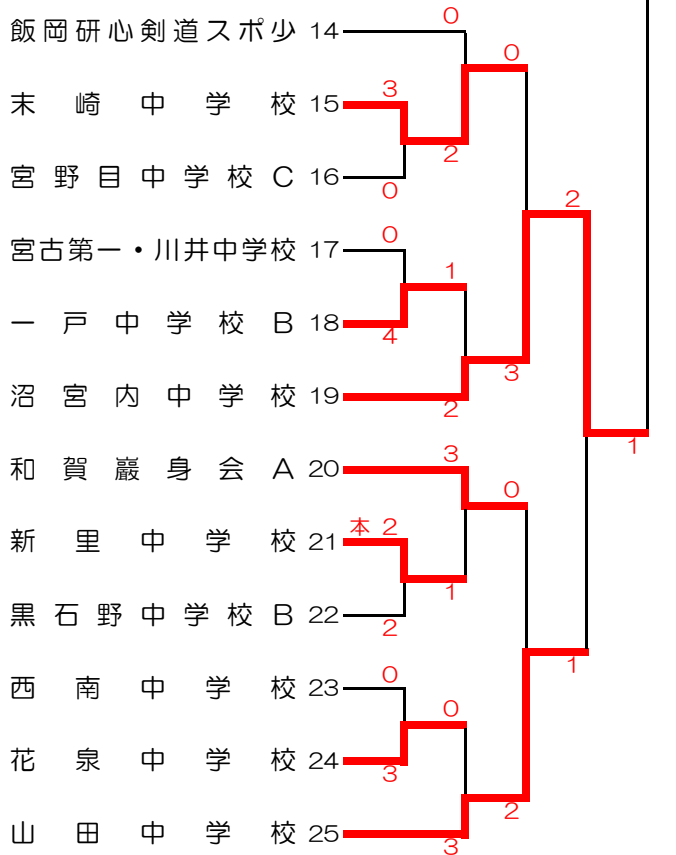 飯岡研心剣道スポ少 14 0
0
末崎中学校 15 3
2
宮野目中学校C 16 0
2
宮古第一・川井中学校 17 0
1
一戸中学校B 18 4
3
沼宮内中学校 19 2
1
和賀巖身会A 20 3
0
新里中学校 21 本 2
1
黒石野中学校B 22 2
1
西南中学校 23 0
0
花泉中学校 24 3
2
山田中学校 25 3